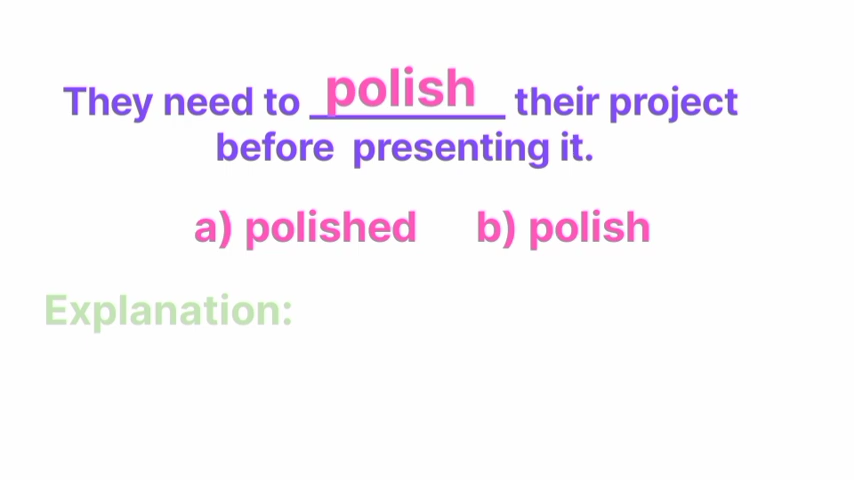 They need to polish their project
before presenting it.
a) polished b) polish
Explanation: